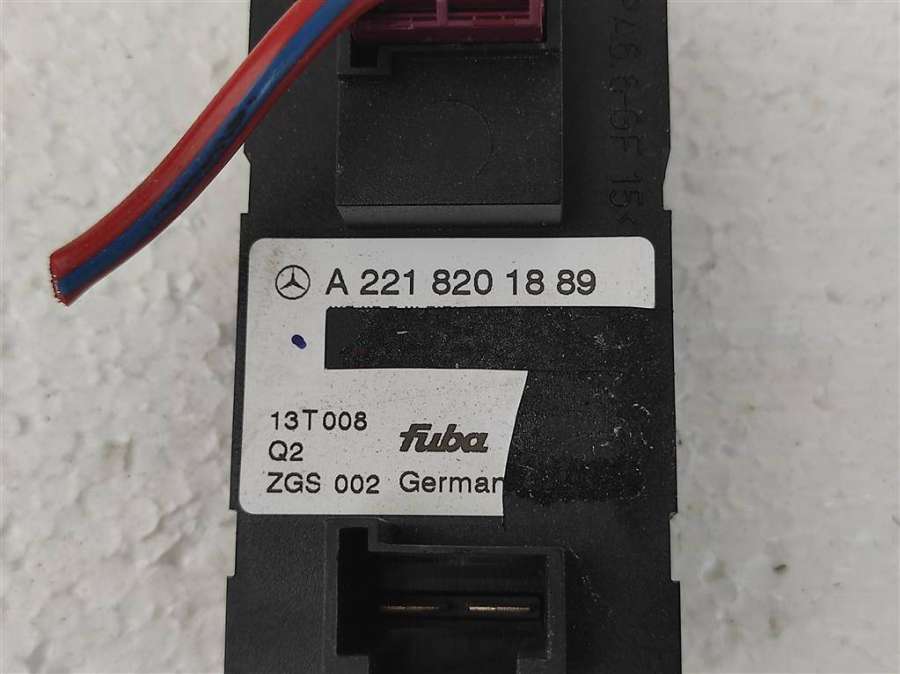 A 221 820 18 89
13T008
fuba
Q2
ZGS 002 German